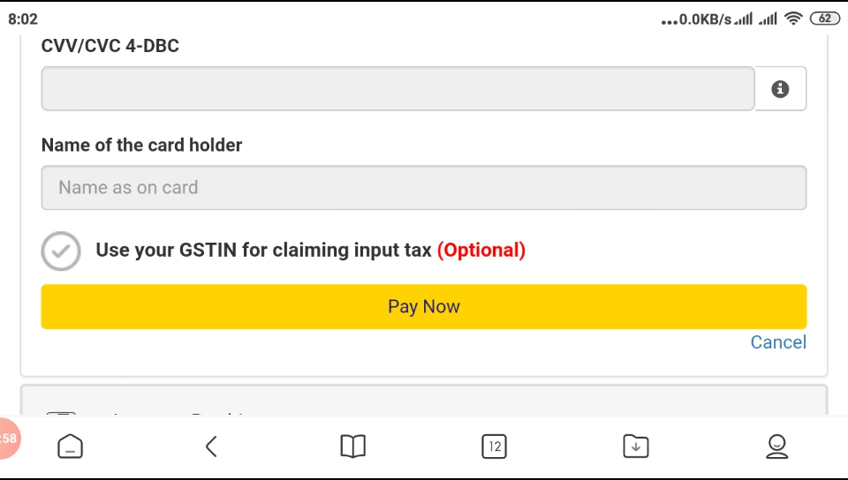 8:02
...0.0KB/s
62
CVV/CVC 4-DBC
Name of the card holder
Name as on card
Use your GSTIN for claiming input tax (Optional)
Pay Now
Cancel
:58
12